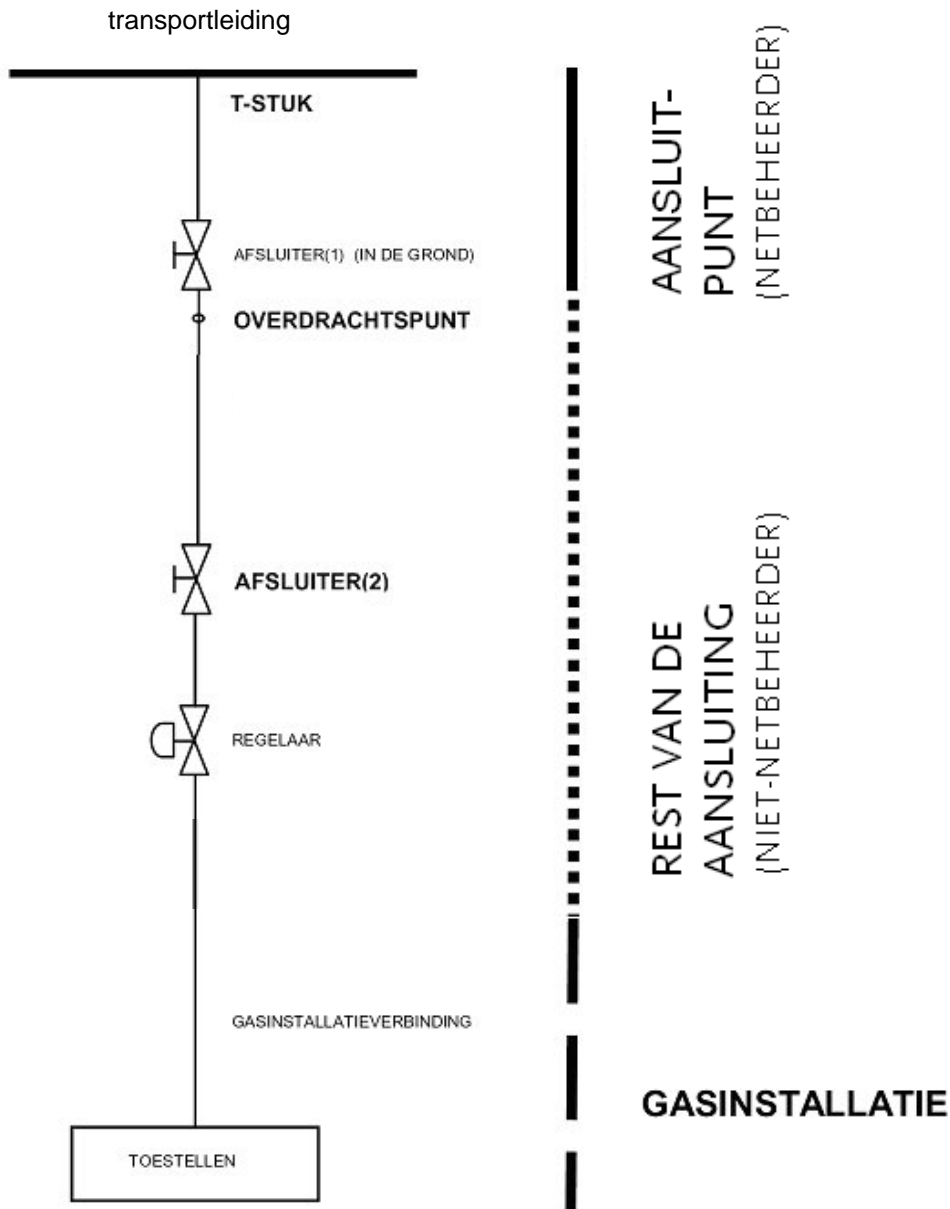 transportleiding
T-STUK
AFSLUITER(1) (IN DE GROND)
OVERDRACHTSPUNT
AFSLUITER(2)
REGELAAR
GASINSTALLATIEVERBINDING
TOESTELLEN
AANSLUIT-
PUNT
(NETBEHEERDER)
REST VAN DE
AANSLUITING
(NIET-NETBEHEERDER)
GASINSTALLATIE